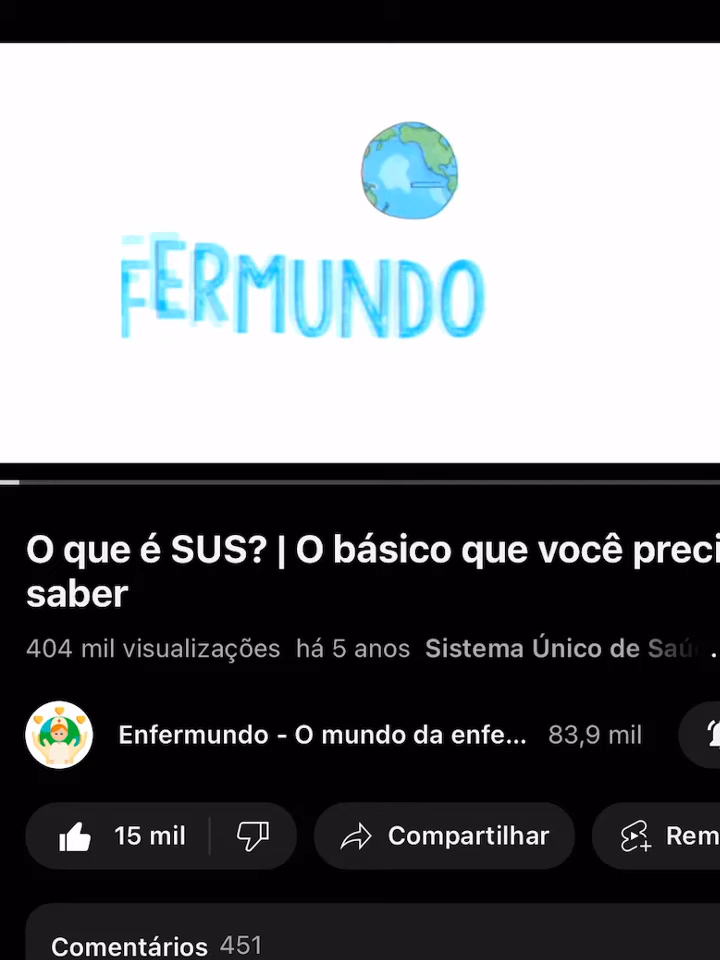 FERMUNDO
O que é SUS? | O básico que você preci
saber
404 mil visualizações há 5 anos Sistema Único de Saú ...
Enfermundo - O mundo da enfe... 83,9 mil
15 mil
Compartilhar
Rem
Comentários 451